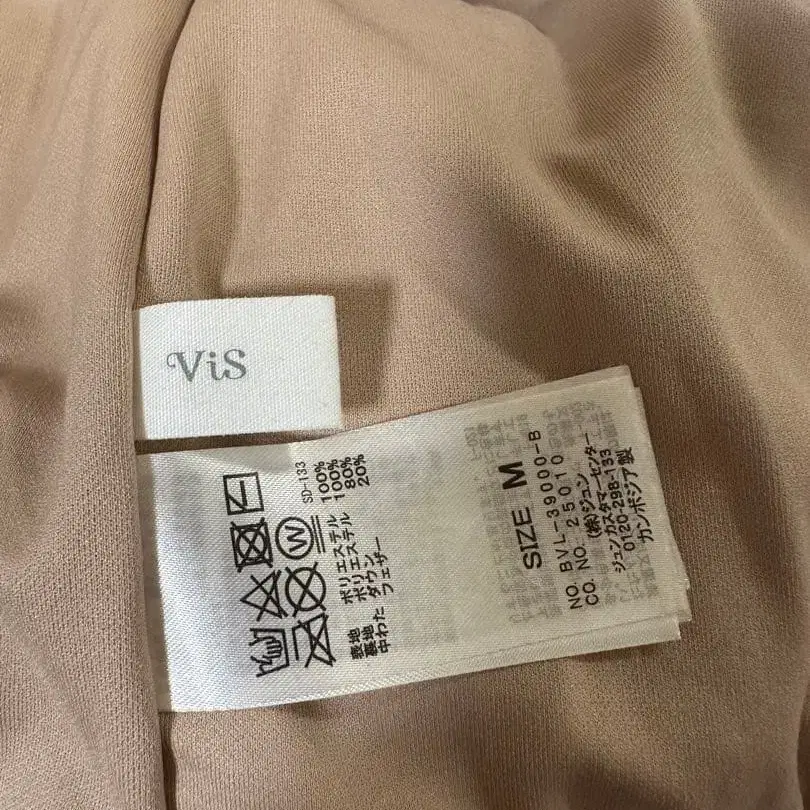 ViS
SD-133
表地 ポリエステル 100%
裏地 ポリエステル 100%
中わた ダウン 80%
フェザー 20%
SIZE M
NO. BVL-39000-B
CO. NO. 25010
(株)ジュン
ジュンカスタマーセンター
0120-298-133
カンボジア製